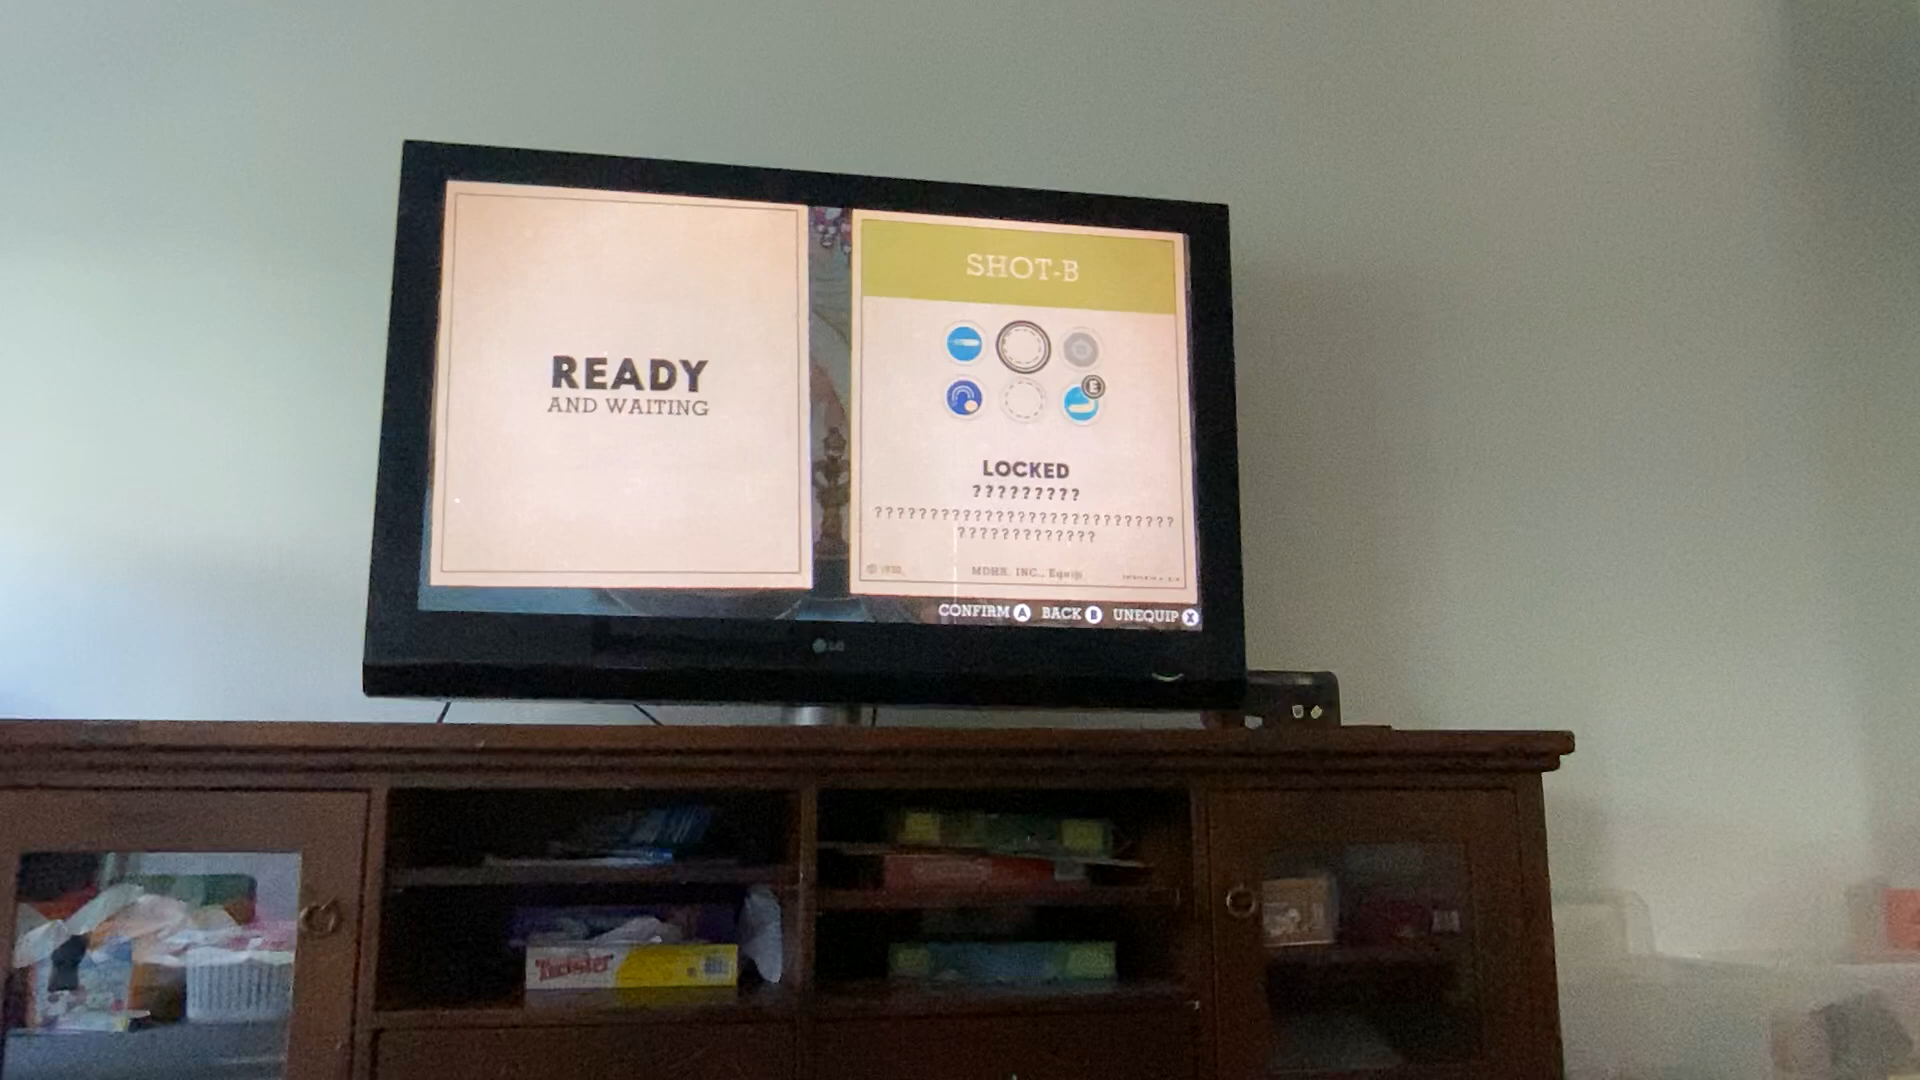 READY
AND WAITING
SHOT-B
E
LOCKED
?????????
???????????????????????????
?????????????
MDHR. INC., Equip
CONFIRM A BACK B UNEQUIP X
LG
Twister